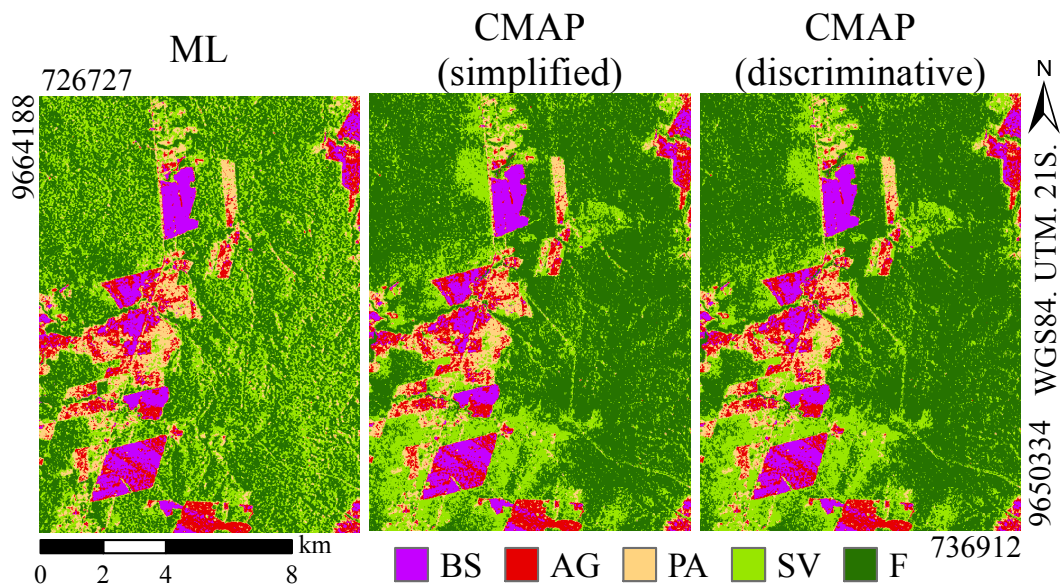 ML
CMAP
(simplified)
CMAP
(discriminative)
726727
9664188
N
WGS84. UTM. 21S.
9650334
736912
km
0 2 4 8
BS AG PA SV F